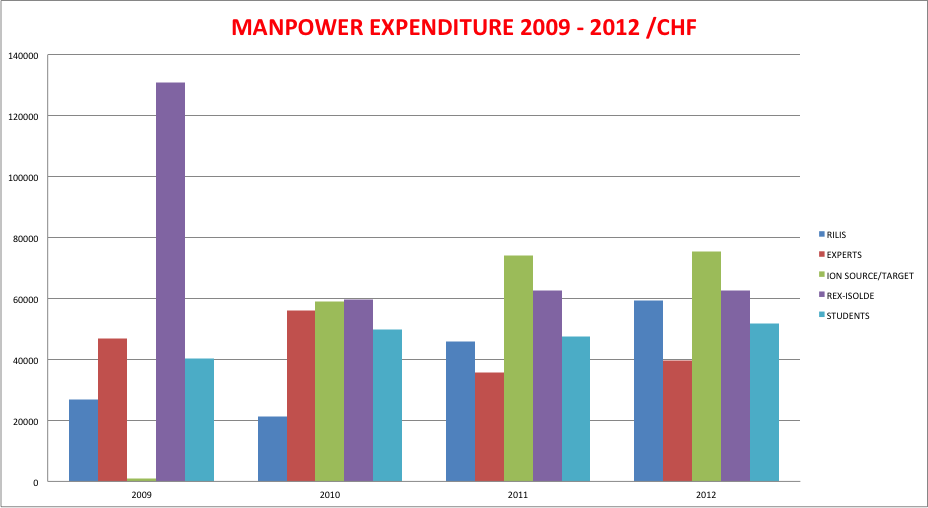 MANPOWER EXPENDITURE 2009 - 2012 /CHF
140000
120000
100000
80000
60000
40000
20000
0
2009 2010 2011 2012
RILIS
EXPERTS
ION SOURCE/TARGET
REX-ISOLDE
STUDENTS